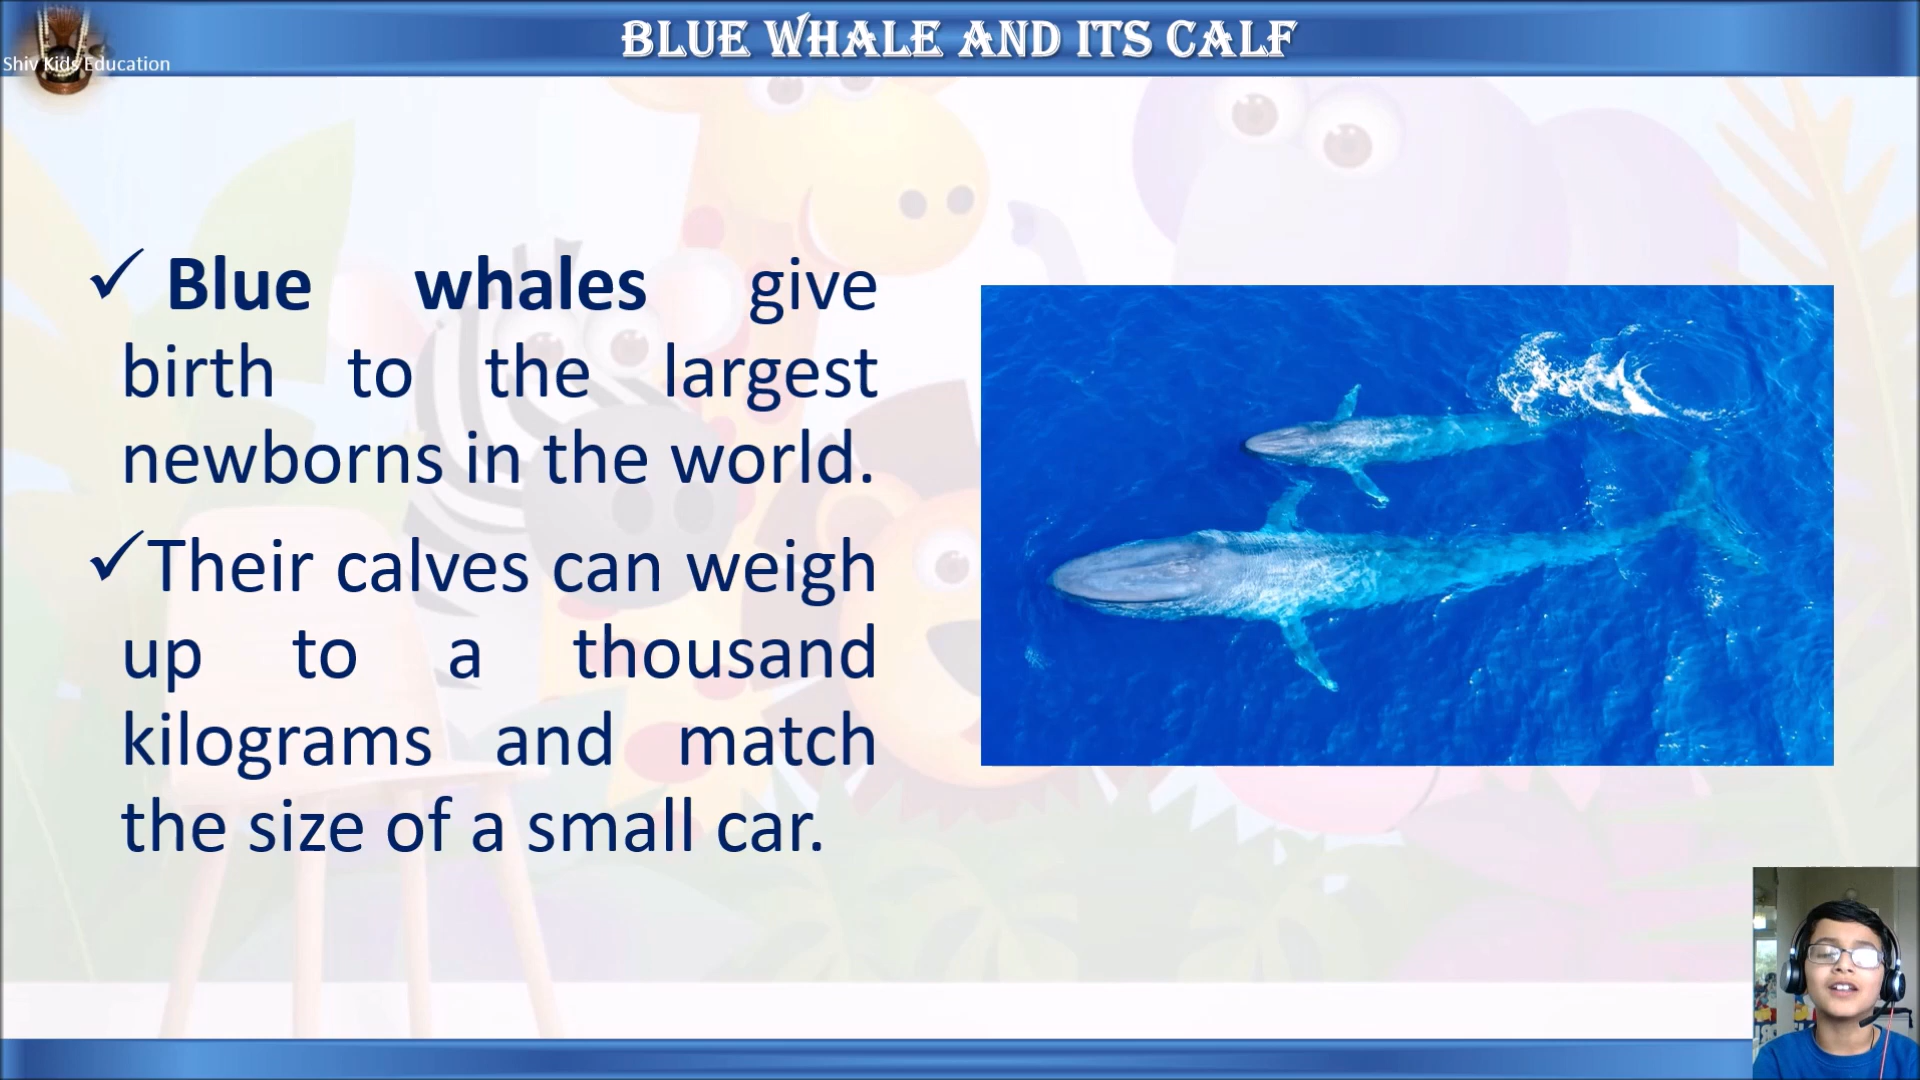 BLUE WHALE AND ITS CALF
Shiv Kids Education
✓ Blue whales give
birth to the largest
newborns in the world.
✓Their calves can weigh
up to a thousand
kilograms and match
the size of a small car.